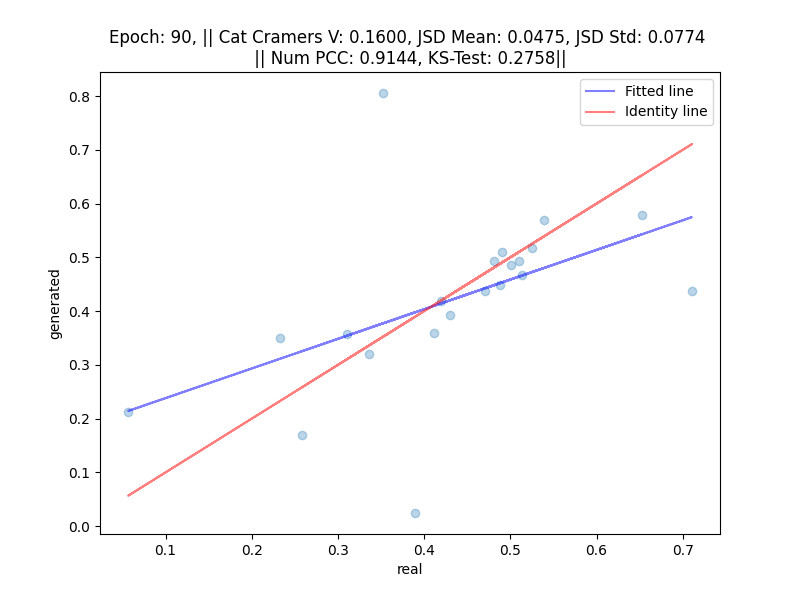 Epoch: 90, || Cat Cramers V: 0.1600, JSD Mean: 0.0475, JSD Std: 0.0774
|| Num PCC: 0.9144, KS-Test: 0.2758||
Fitted line
Identity line
generated
0.8
0.7
0.6
0.5
0.4
0.3
0.2
0.1
0.0
0.1 0.2 0.3 0.4 0.5 0.6 0.7
real